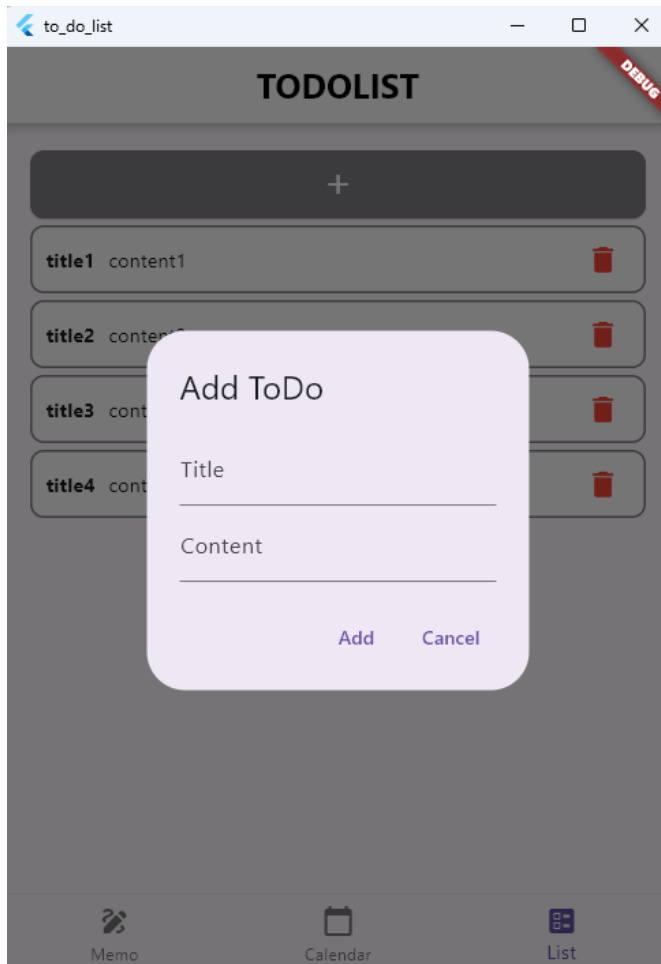 to_do_list
DEBUG
TODOLIST
+
title1 content1
title2
title3
title4
Add ToDo
Title
Content
Add Cancel
Memo Calendar List